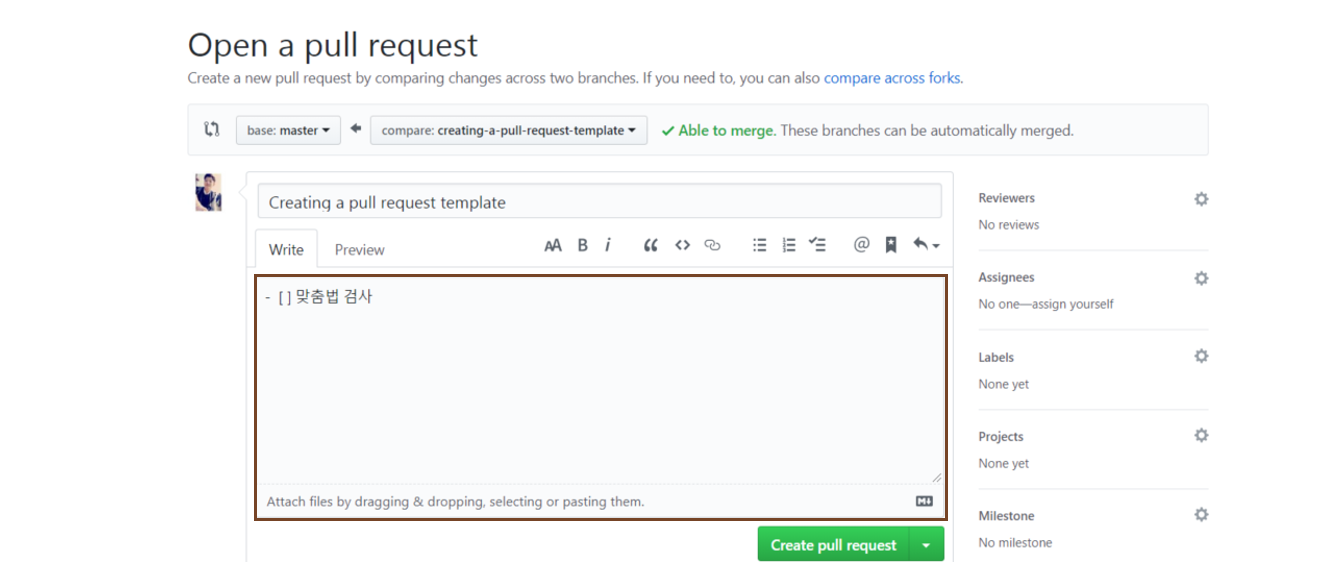 Open a pull request
Create a new pull request by comparing changes across two branches. If you need to, you can also compare across forks.
base: master compare: creating-a-pull-request-template Able to merge. These branches can be automatically merged.
Creating a pull request template
Write Preview AA B i @
- [ ] 맞춤법 검사
Attach files by dragging & dropping, selecting or pasting them.
Create pull request
Reviewers
No reviews
Assignees
No one—assign yourself
Labels
None yet
Projects
None yet
Milestone
No milestone